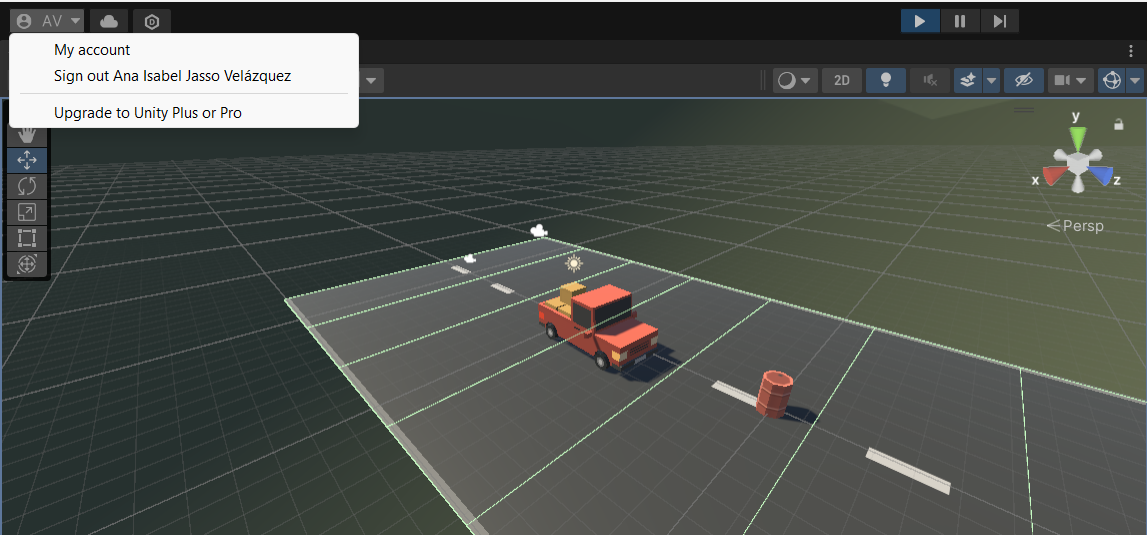 AV
My account
Sign out Ana Isabel Jasso Velázquez
Upgrade to Unity Plus or Pro
2D
y
x
z
Persp